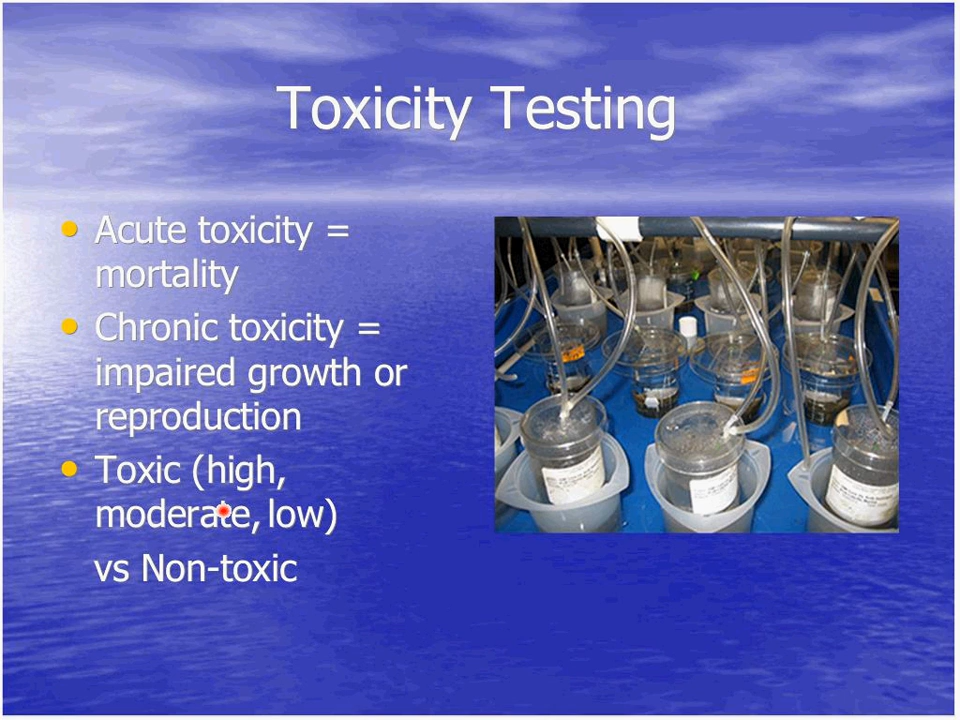 Toxicity Testing
• Acute toxicity =
mortality
• Chronic toxicity =
impaired growth or
reproduction
• Toxic (high,
moderate, low)
vs Non-toxic